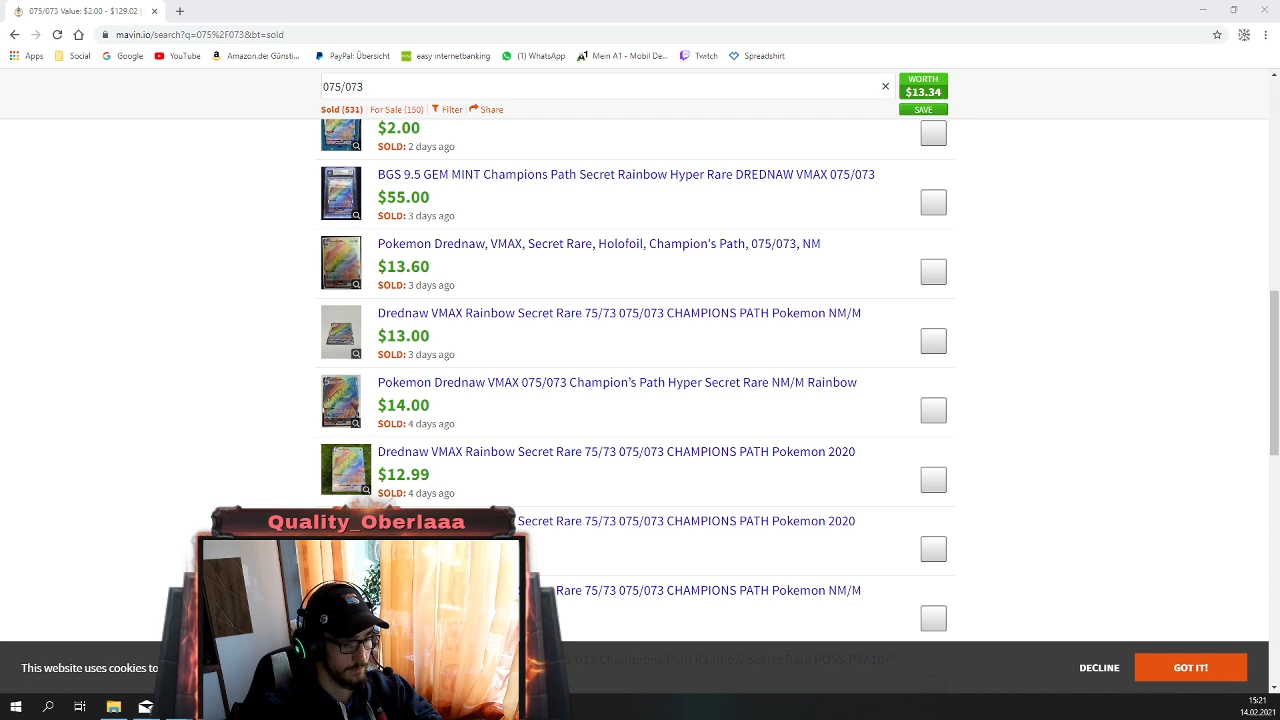 075/073 Value: $2.00 - $129.02 |
mavin.io/search?q=075%2F073&bt=sold
Apps Social Google YouTube Amazon.de: Günsti... PayPal: Übersicht easy internetbanking (1) WhatsApp Mein A1 - Mobil De... Twitch Spreadshirt
075/073
WORTH
$13.34
Sold (531) For Sale (150) Filter Share SAVE
$2.00
SOLD: 2 days ago
BGS 9.5 GEM MINT Champions Path Secret Rainbow Hyper Rare DREDNAW VMAX 075/073
$55.00
SOLD: 3 days ago
Pokemon Drednaw, VMAX, Secret Rare, Holofoil, Champion's Path, 075/073, NM
$13.60
SOLD: 3 days ago
Drednaw VMAX Rainbow Secret Rare 75/73 075/073 CHAMPIONS PATH Pokemon NM/M
$13.00
SOLD: 3 days ago
Pokemon Drednaw VMAX 075/073 Champion’s Path Hyper Secret Rare NM/M Rainbow
$14.00
SOLD: 4 days ago
Drednaw VMAX Rainbow Secret Rare 75/73 075/073 CHAMPIONS PATH Pokemon 2020
$12.99
SOLD: 4 days ago
Quality_Oberlaaa
Secret Rare 75/73 075/073 CHAMPIONS PATH Pokemon 2020
Rare 75/73 075/073 CHAMPIONS PATH Pokemon NM/M
Champions Path Rainbow Secret Rare POSS.
This website uses cookies to
DECLINE
GOT IT!
15:21
14.02.2021